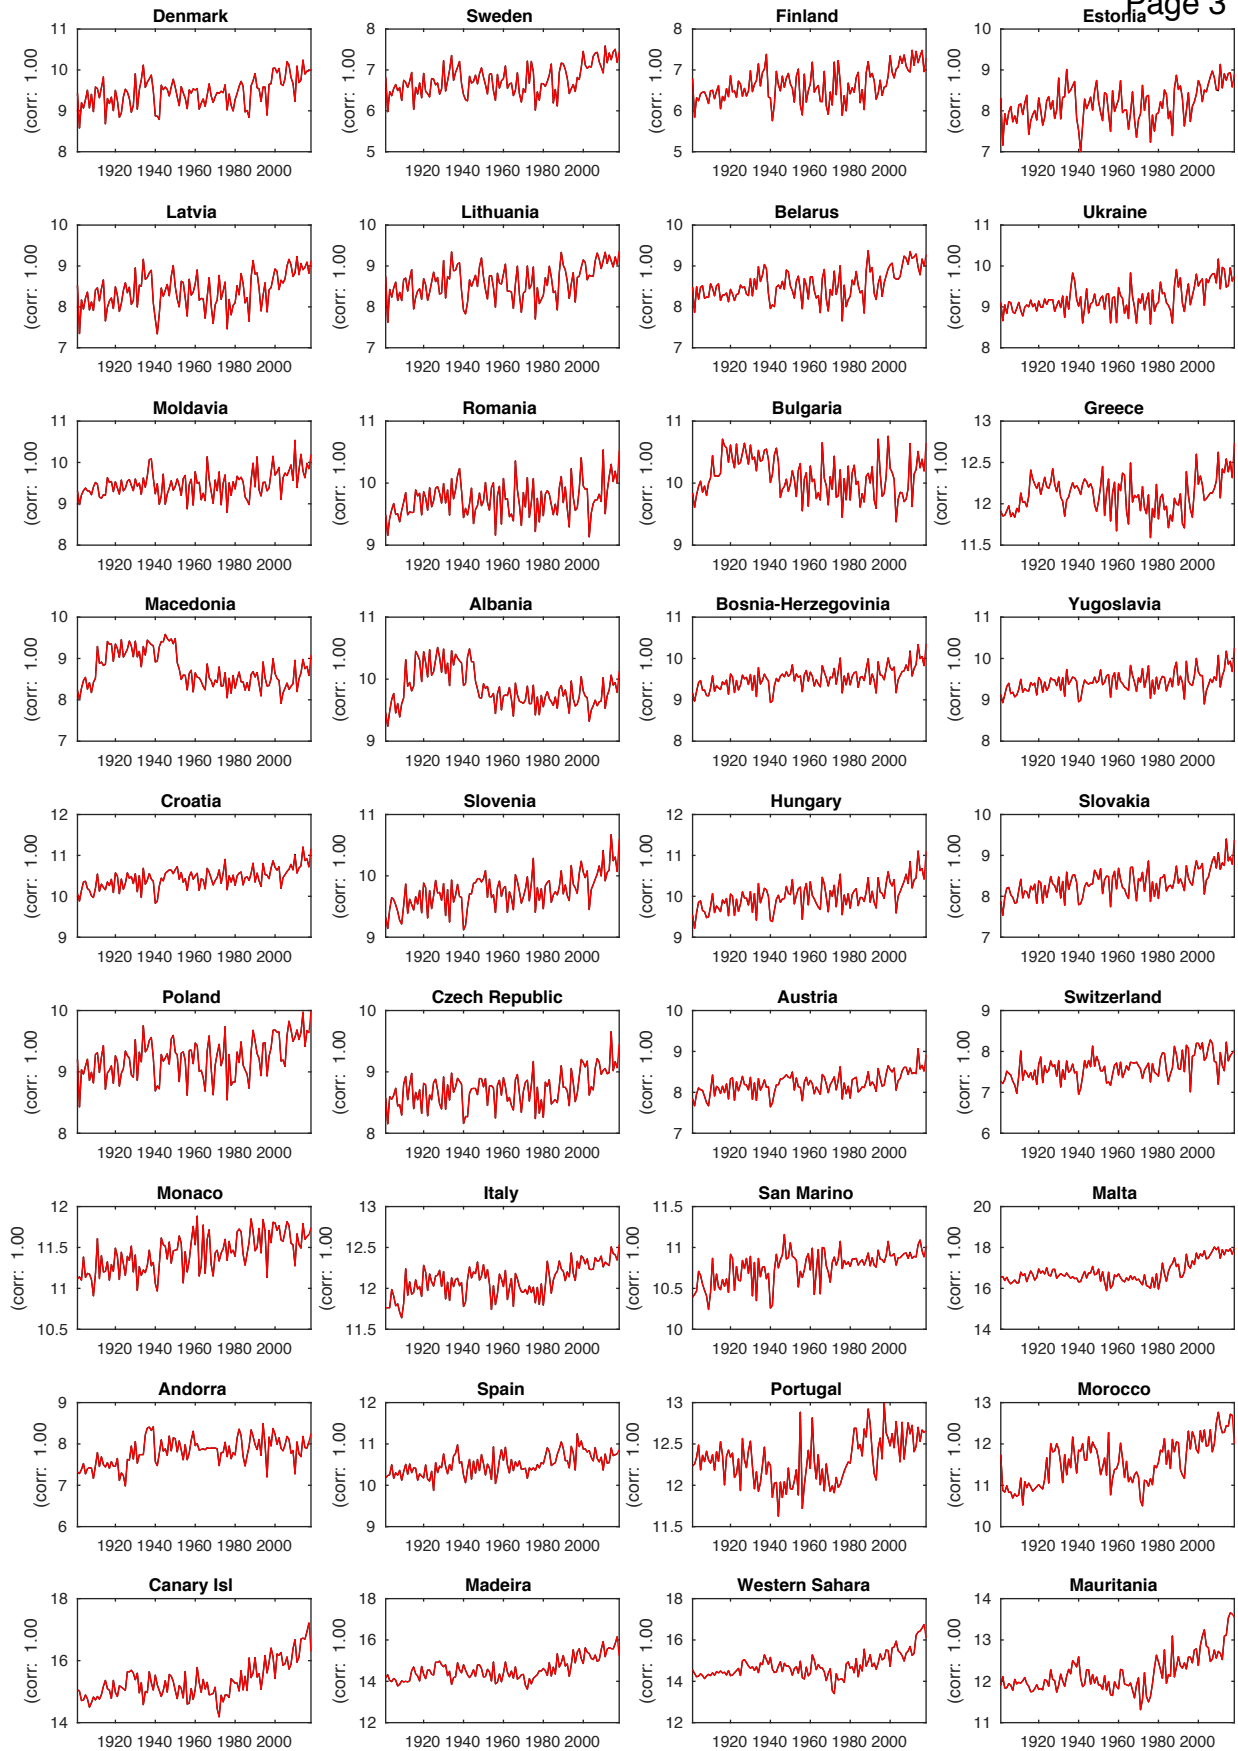 Page 3
Denmark Sweden Finland Estonia
11 8 8 10
10 7 7 9
9 6 6 8
8 5 5 7
(corr: 1.00 (corr: 1.00 (corr: 1.00 (corr: 1.00
1920 1940 1960 1980 2000 1920 1940 1960 1980 2000 1920 1940 1960 1980 2000 1920 1940 1960 1980 2000
Latvia Lithuania Belarus Ukraine
10 10 10 11
9 9 9 10
8 8 8 9
7 7 7 8
(corr: 1.00 (corr: 1.00 (corr: 1.00 (corr: 1.00
1920 1940 1960 1980 2000 1920 1940 1960 1980 2000 1920 1940 1960 1980 2000 1920 1940 1960 1980 2000
Moldavia Romania Bulgaria Greece
11 11 11 13
12.5
10 10 10 12
9
8 9 9 11.5
(corr: 1.00 (corr: 1.00 (corr: 1.00 (corr: 1.00
1920 1940 1960 1980 2000 1920 1940 1960 1980 2000 1920 1940 1960 1980 2000 1920 1940 1960 1980 2000
Macedonia Albania Bosnia-Herzegovinia Yugoslavia
10 11 11 11
9 10 10
8 10 9 9
7 9 8 8
(corr: 1.00 (corr: 1.00 (corr: 1.00 (corr: 1.00
1920 1940 1960 1980 2000 1920 1940 1960 1980 2000 1920 1940 1960 1980 2000 1920 1940 1960 1980 2000
Croatia Slovenia Hungary Slovakia
12 11 12 10
11 11 9
10 10 10 8
9 9 9 7
(corr: 1.00 (corr: 1.00 (corr: 1.00 (corr: 1.00
1920 1940 1960 1980 2000 1920 1940 1960 1980 2000 1920 1940 1960 1980 2000 1920 1940 1960 1980 2000
Poland Czech Republic Austria Switzerland
10 10 10 9
9 8
9 9 8 7
8 8 7 6
(corr: 1.00 (corr: 1.00 (corr: 1.00 (corr: 1.00
1920 1940 1960 1980 2000 1920 1940 1960 1980 2000 1920 1940 1960 1980 2000 1920 1940 1960 1980 2000
Monaco Italy San Marino Malta
12 13 11.5 20
11.5 12.5 11 18
11 12 10.5 16
10.5 11.5 10 14
(corr: 1.00 (corr: 1.00 (corr: 1.00 (corr: 1.00
1920 1940 1960 1980 2000 1920 1940 1960 1980 2000 1920 1940 1960 1980 2000 1920 1940 1960 1980 2000
Andorra Spain Portugal Morocco
9 12 13 13
8 11 12.5 12
7 10 12 11
6 9 11.5 10
(corr: 1.00 (corr: 1.00 (corr: 1.00 (corr: 1.00
1920 1940 1960 1980 2000 1920 1940 1960 1980 2000 1920 1940 1960 1980 2000 1920 1940 1960 1980 2000
Canary Isl Madeira Western Sahara Mauritania
18 18 18 14
16 16 13
16 14 14 12
14 12 12 11
(corr: 1.00 (corr: 1.00 (corr: 1.00 (corr: 1.00
1920 1940 1960 1980 2000 1920 1940 1960 1980 2000 1920 1940 1960 1980 2000 1920 1940 1960 1980 2000